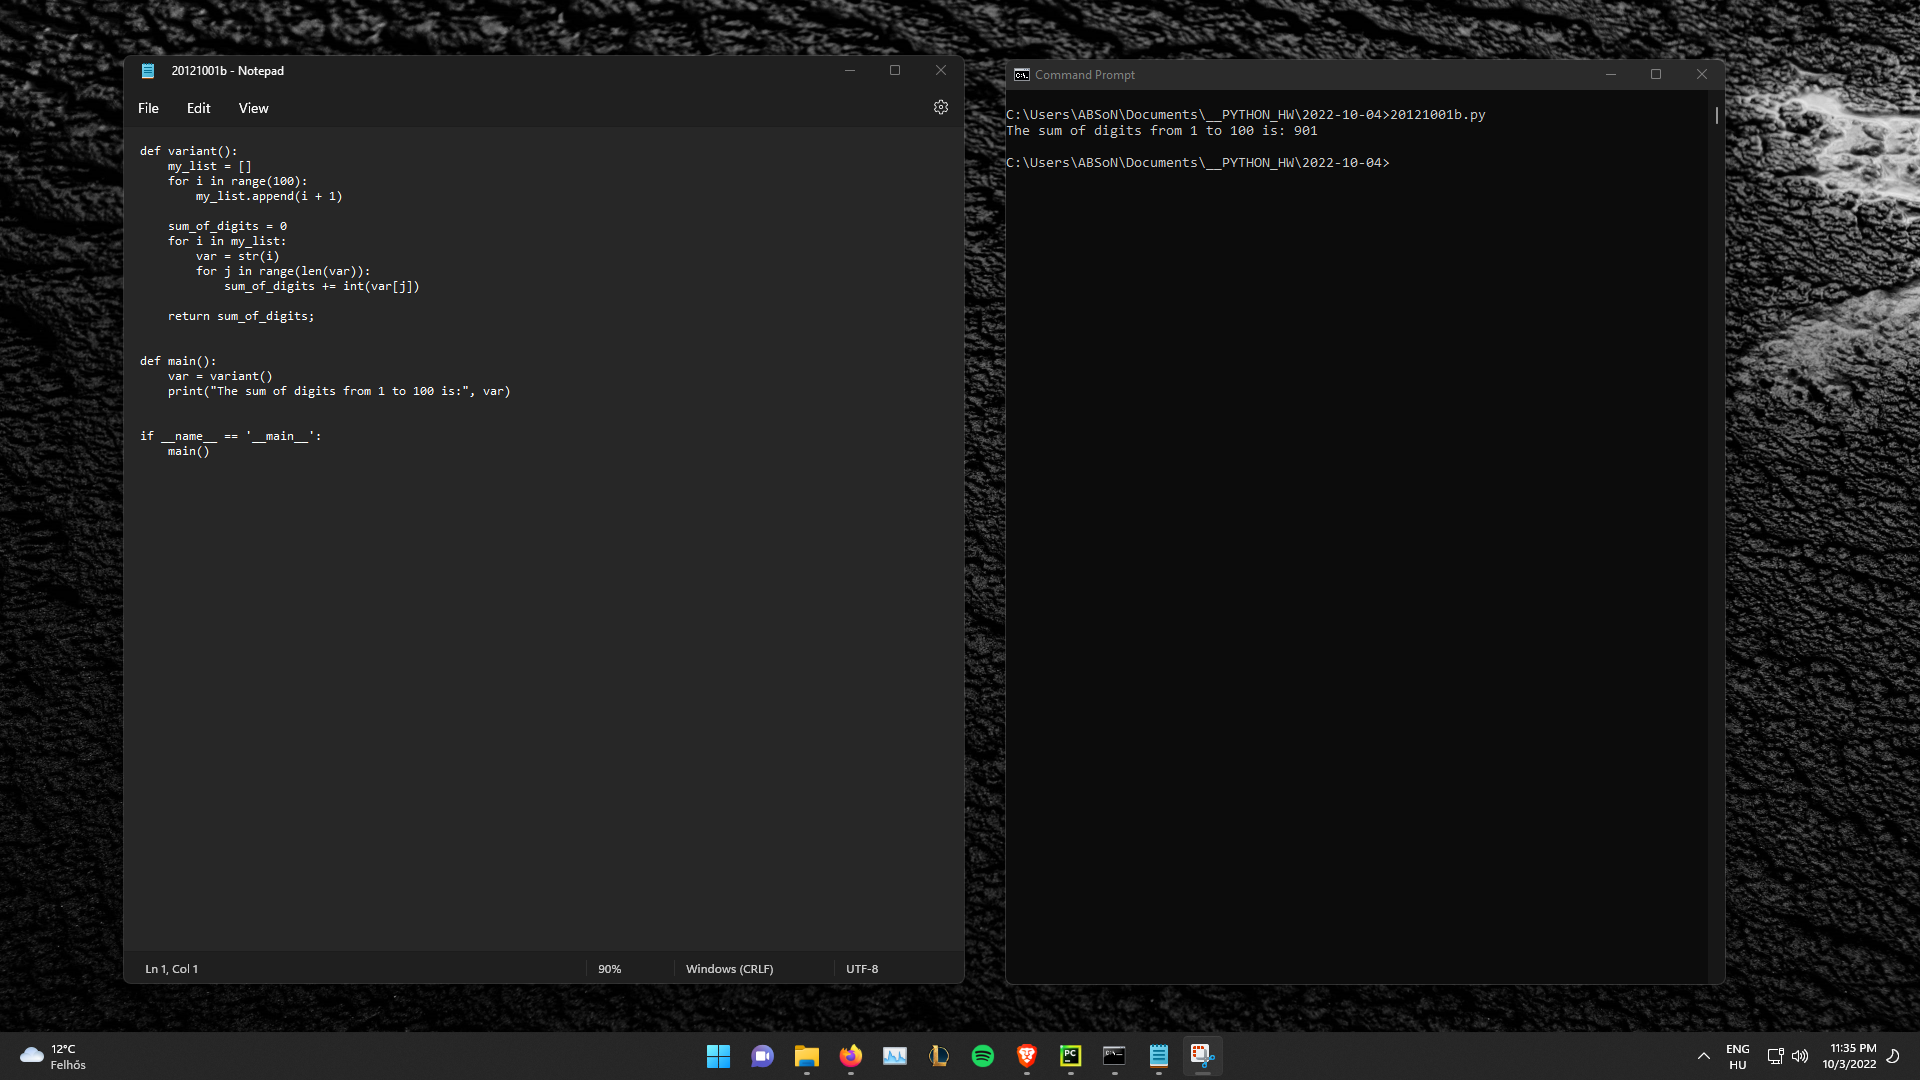 20121001b - Notepad
File Edit View
def variant():
    my_list = []
    for i in range(100):
        my_list.append(i + 1)

    sum_of_digits = 0
    for i in my_list:
        var = str(i)
        for j in range(len(var)):
            sum_of_digits += int(var[j])

    return sum_of_digits;


def main():
    var = variant()
    print("The sum of digits from 1 to 100 is:", var)


if __name__ == '__main__':
    main()
Ln 1, Col 1 90% Windows (CRLF) UTF-8
Command Prompt
C:\Users\ABSoN\Documents\__PYTHON_HW\2022-10-04>20121001b.py
The sum of digits from 1 to 100 is: 901

C:\Users\ABSoN\Documents\__PYTHON_HW\2022-10-04>
12°C
Felhős
PC
ENG
HU
11:35 PM
10/3/2022